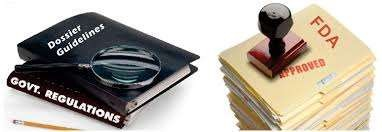 Dossier
Guidelines
GOVT. REGULATIONS
FDA
APPROVED